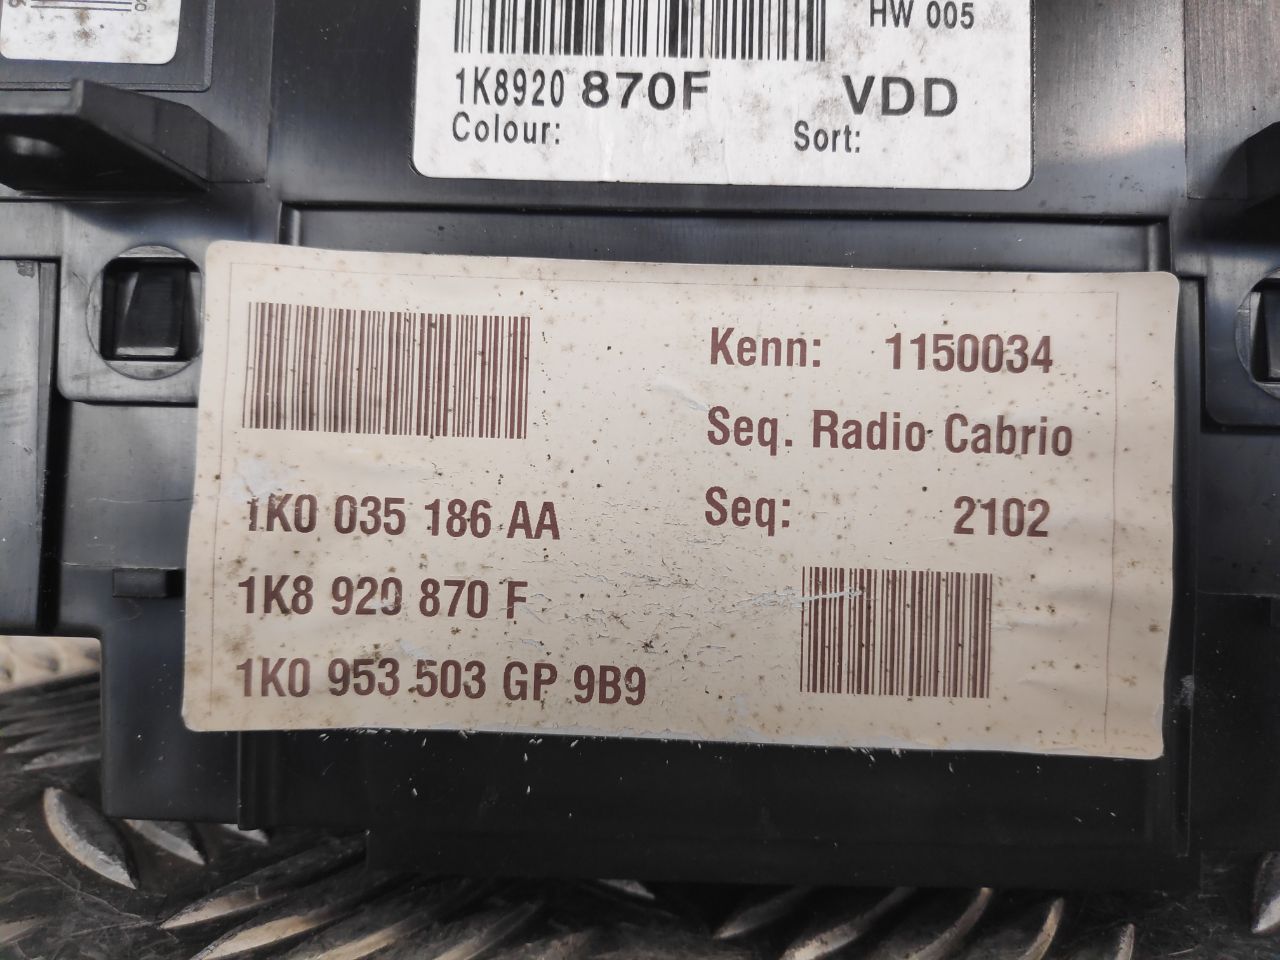 HW 005
1K8920 870F VDD
Colour: Sort:
Kenn: 1150034
Seq. Radio Cabrio
1K0 035 186 AA Seq: 2102
1K8 920 870 F
1K0 953 503 GP 9B9